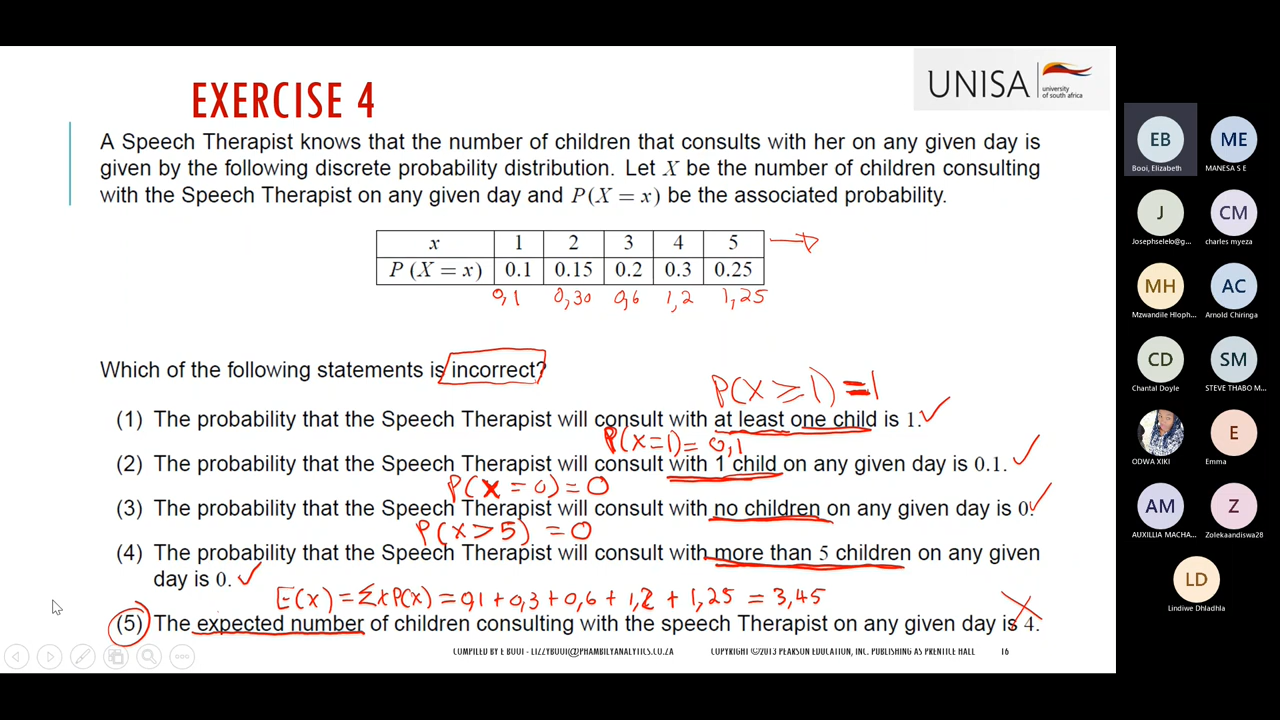 EXERCISE 4
UNISA
university
of south africa
A Speech Therapist knows that the number of children that consults with her on any given day is
given by the following discrete probability distribution. Let X be the number of children consulting
with the Speech Therapist on any given day and P(X = x) be the associated probability.
x 1 2 3 4 5
P (X = x) 0.1 0.15 0.2 0.3 0.25
0,1 0,30 0,6 1,2 1,25
Which of the following statements is incorrect?
P(X ≥ 1) = 1
(1) The probability that the Speech Therapist will consult with at least one child is 1.
P(X=1) = 0,1
(2) The probability that the Speech Therapist will consult with 1 child on any given day is 0.1.
P(X = 0) = 0
(3) The probability that the Speech Therapist will consult with no children on any given day is 0.
P(X > 5) = 0
(4) The probability that the Speech Therapist will consult with more than 5 children on any given
day is 0.
E(X) = ΣXP(X) = 0,1 + 0,3 + 0,6 + 1,2 + 1,25 = 3,45
(5) The expected number of children consulting with the speech Therapist on any given day is 4.
COMPILED BY E BOOI - LIZZYBOOI@PHAMBILYANALYTICS.CO.ZA COPYRIGHT ©2013 PEARSON EDUCATION, INC. PUBLISHING AS PRENTICE HALL 16
EB ME
Booi, Elizabeth MANESA S E
J CM
Josephselelo@g... charles myeza
MH AC
Mzwandile Hloph... Arnold Chiringa
CD SM
Chantal Doyle STEVE THABO M...
E
ODWA XIKI Emma
AM Z
AUXILLIA MACHA... Zolekaandiswa28
LD
Lindiwe Dhladhla